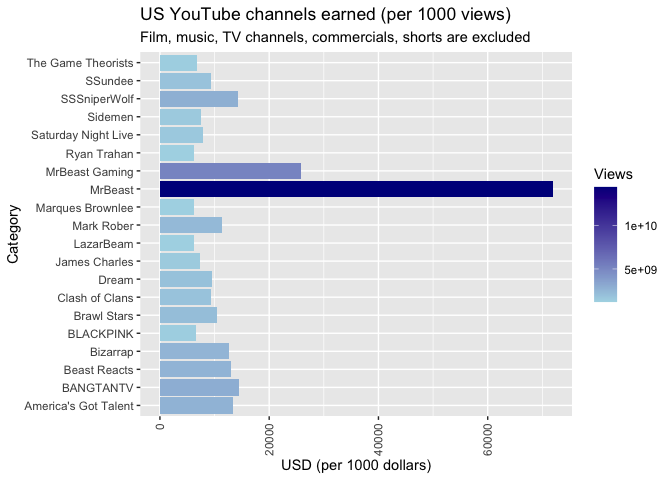 US YouTube channels earned (per 1000 views)
Film, music, TV channels, commercials, shorts are excluded
Category
The Game Theorists
SSundee
SSSniperWolf
Sidemen
Saturday Night Live
Ryan Trahan
MrBeast Gaming
MrBeast
Marques Brownlee
Mark Rober
LazarBeam
James Charles
Dream
Clash of Clans
Brawl Stars
BLACKPINK
Bizarrap
Beast Reacts
BANGTANTV
America's Got Talent
0
20000
40000
60000
USD (per 1000 dollars)
Views
1e+10
5e+09